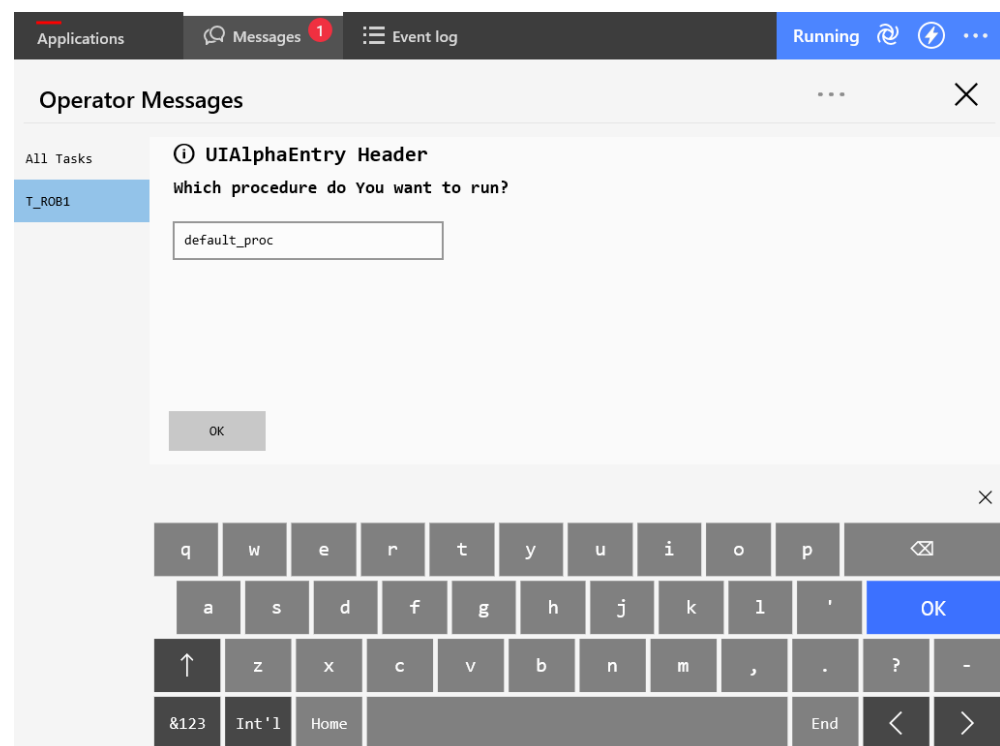 Applications Messages 1 Event log Running
Operator Messages
All Tasks
T_ROB1
UIAlphaEntry Header
Which procedure do You want to run?
default_proc
OK
q w e r t y u i o p
a s d f g h j k l ' OK
z x c v b n m , . ? -
&123 Int'l Home End